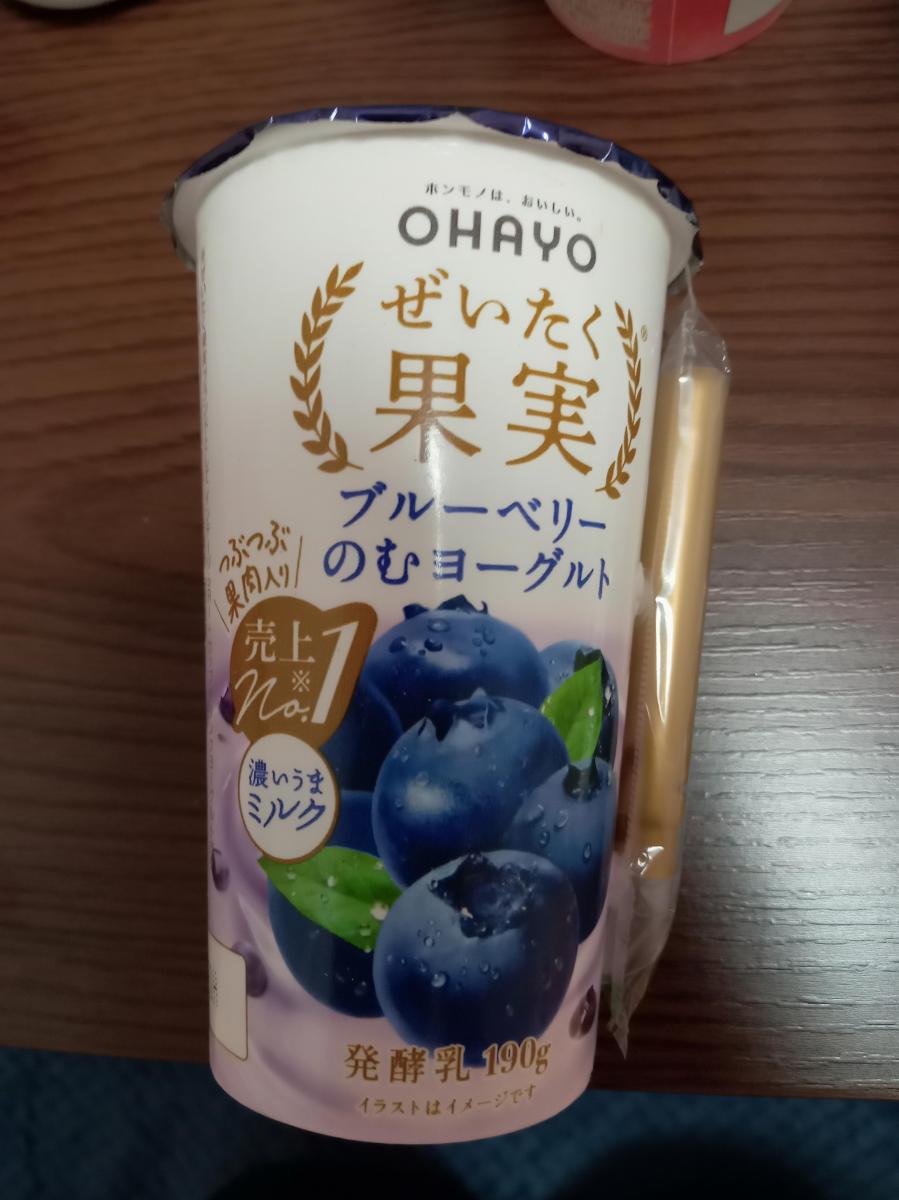 ホンモノは、おいしい。
OHAYO
ぜいたく
果実
®
ブルーベリー
のむヨーグルト
つぶつぶ
果肉入り
売上
No.1
※
濃いうま
ミルク
発酵乳 190g
イラストはイメージです